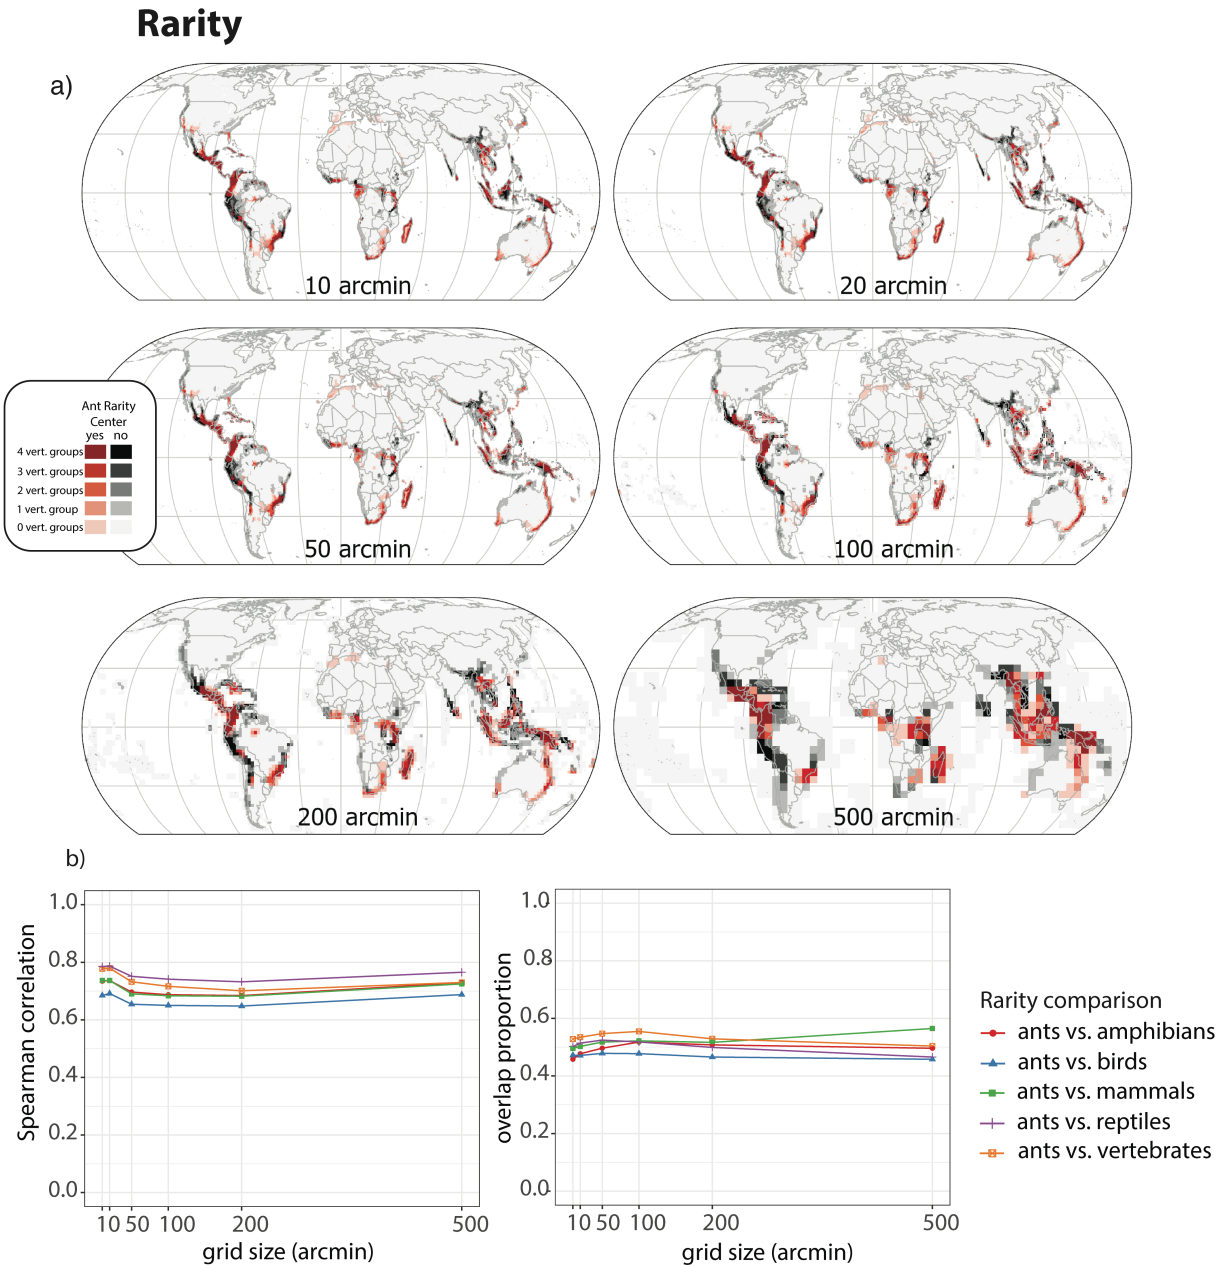 Rarity
a)
10 arcmin
20 arcmin
Ant Rarity
Center
yes no
4 vert. groups
3 vert. groups
2 vert. groups
1 vert. group
0 vert. groups
50 arcmin
100 arcmin
200 arcmin
500 arcmin
b)
Spearman correlation
1.0
0.8
0.6
0.4
0.2
0.0
10 50 100 200 500
grid size (arcmin)
overlap proportion
1.0
0.8
0.6
0.4
0.2
0.0
10 50 100 200 500
grid size (arcmin)
Rarity comparison
ants vs. amphibians
ants vs. birds
ants vs. mammals
ants vs. reptiles
ants vs. vertebrates